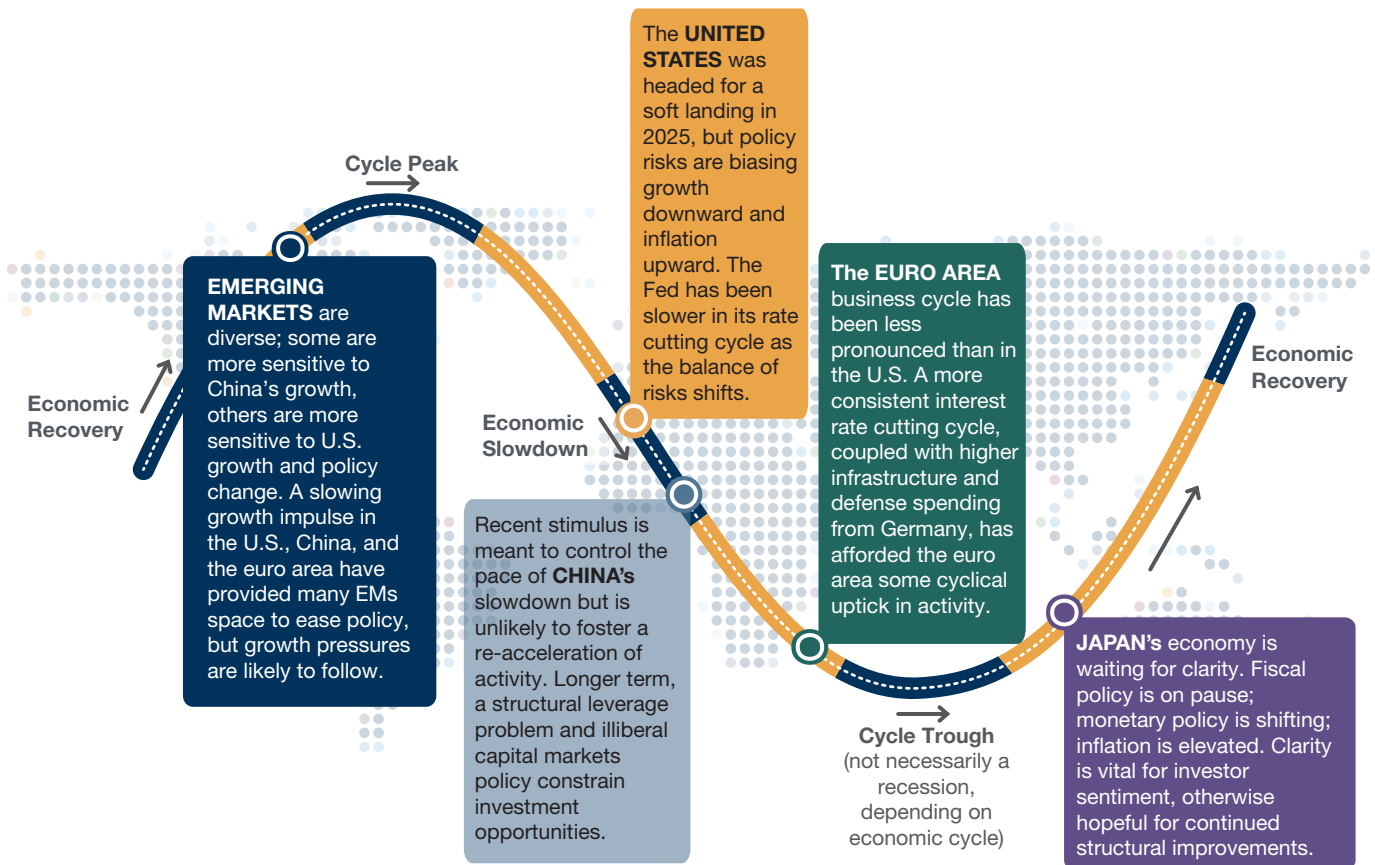 Cycle Peak
Economic
Recovery
EMERGING
MARKETS are
diverse; some are
more sensitive to
China's growth,
others are more
sensitive to U.S.
growth and policy
change. A slowing
growth impulse in
the U.S., China, and
the euro area have
provided many EMs
space to ease policy,
but growth pressures
are likely to follow.
The UNITED
STATES was
headed for a
soft landing in
2025, but policy
risks are biasing
growth
downward and
inflation
upward. The
Fed has been
slower in its rate
cutting cycle as
the balance of
risks shifts.
Economic
Slowdown
Recent stimulus is
meant to control the
pace of CHINA's
slowdown but is
unlikely to foster a
re-acceleration of
activity. Longer term,
a structural leverage
problem and illiberal
capital markets
policy constrain
investment
opportunities.
The EURO AREA
business cycle has
been less
pronounced than in
the U.S. A more
consistent interest
rate cutting cycle,
coupled with higher
infrastructure and
defense spending
from Germany, has
afforded the euro
area some cyclical
uptick in activity.
Cycle Trough
(not necessarily a
recession,
depending on
economic cycle)
Economic
Recovery
JAPAN's economy is
waiting for clarity. Fiscal
policy is on pause;
monetary policy is shifting;
inflation is elevated. Clarity
is vital for investor
sentiment, otherwise
hopeful for continued
structural improvements.